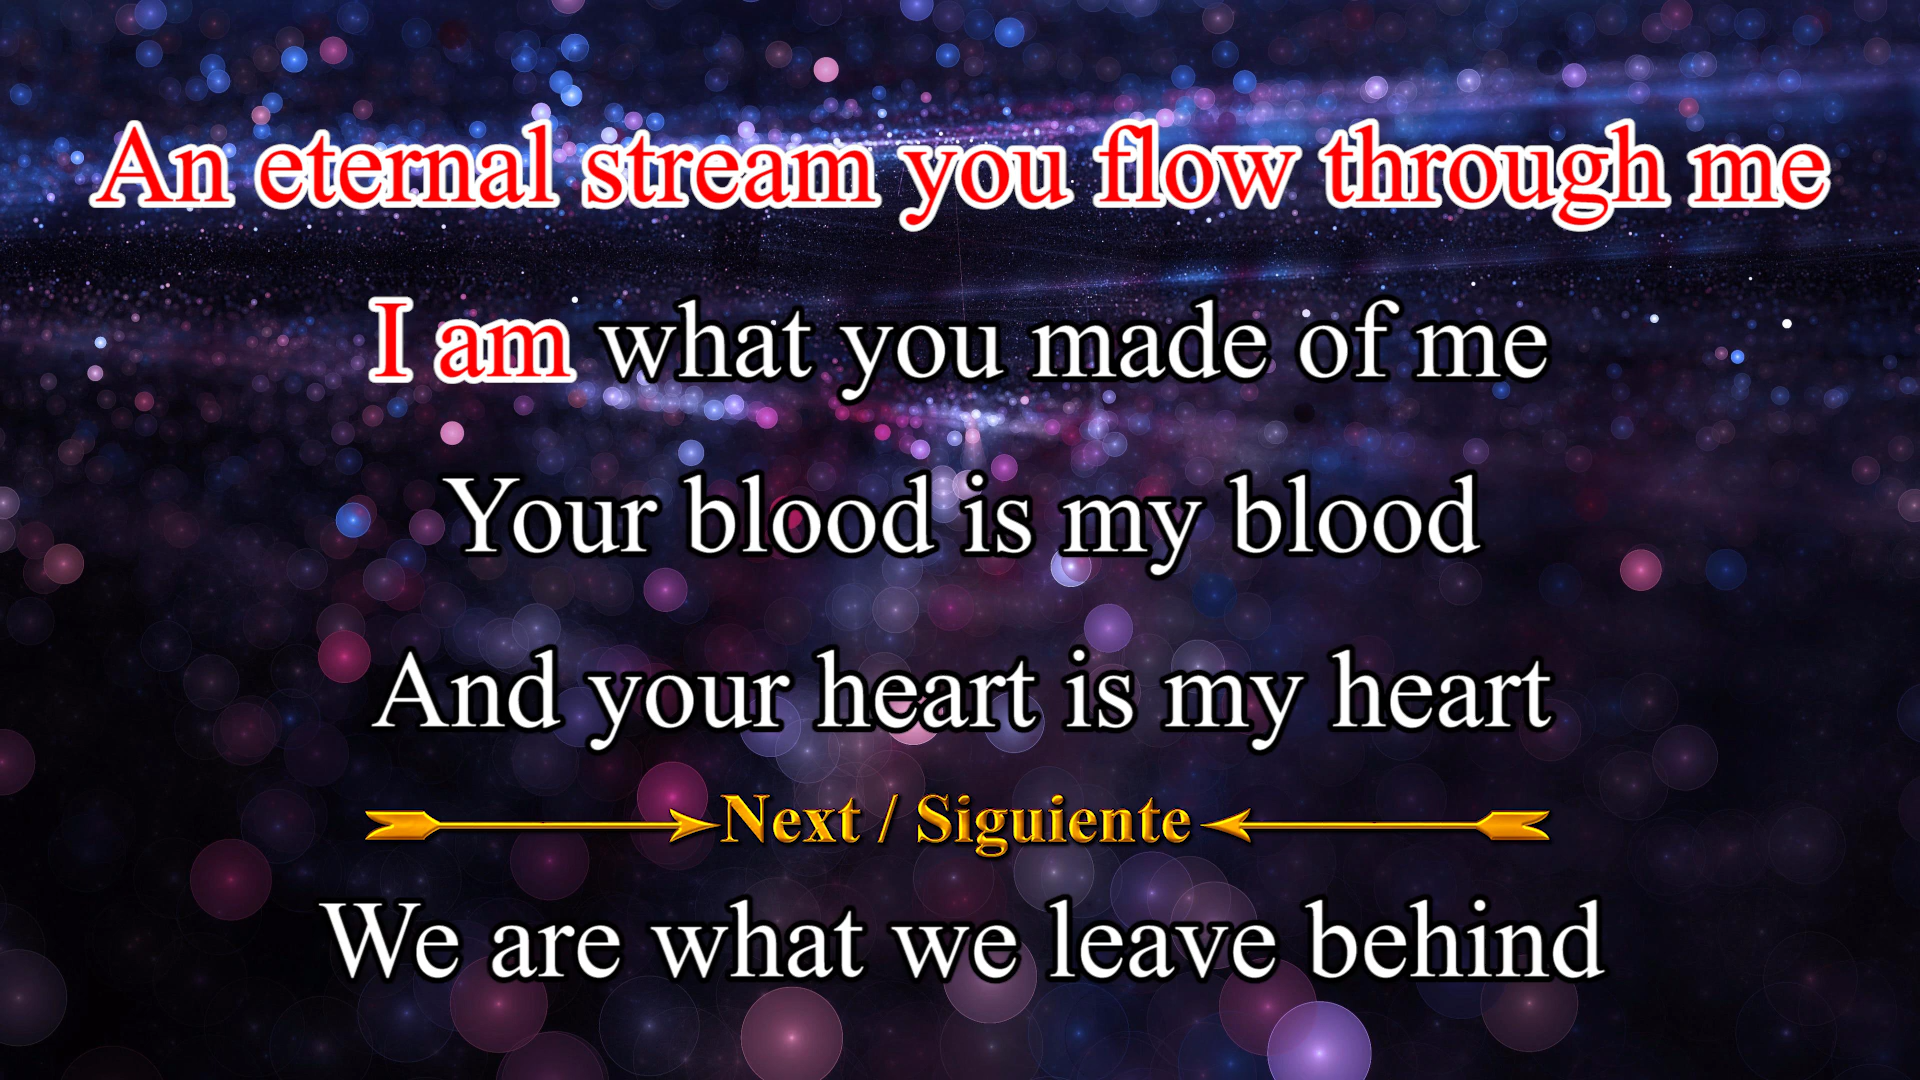 An eternal stream you flow through me
I am what you made of me
Your blood is my blood
And your heart is my heart
Next / Siguiente
We are what we leave behind